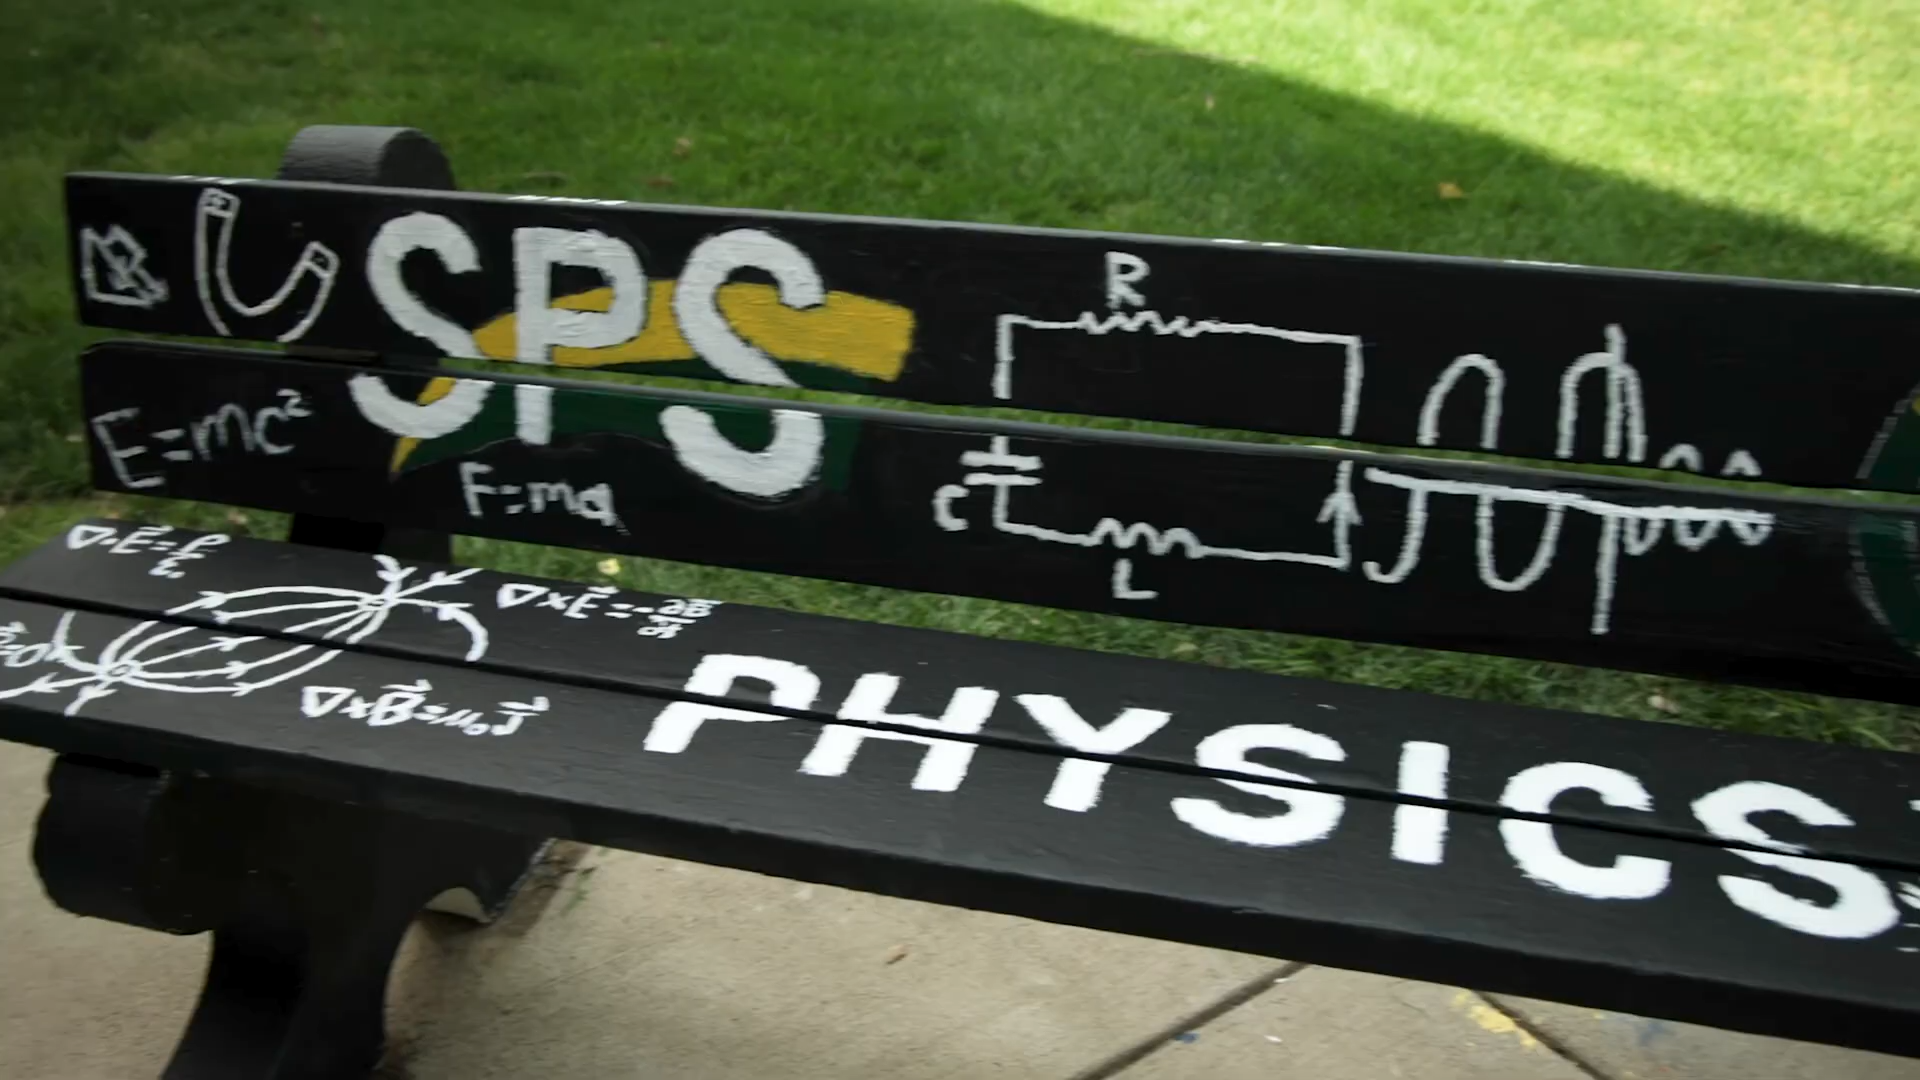 SPS
R
E=mc²
F=ma
C
L
∇·E⃗=ρ/ε₀
∇×E⃗=-∂B⃗/∂t
∇×B⃗=μ₀J⃗
PHYSICS